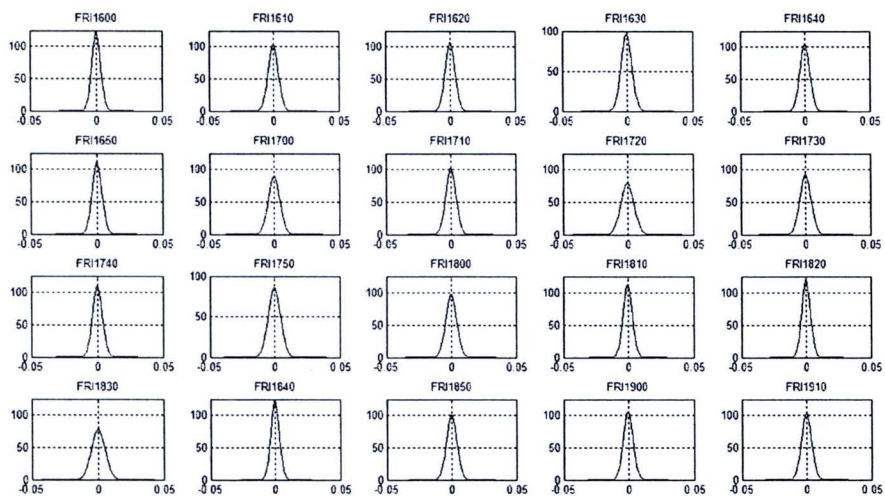 FRI1600 FRI1610 FRI1620 FRI1630 FRI1640
100 100 100 100 100
50 50 50 50 50
0 0 0 0 0
-0.05 0 0.05 -0.05 0 0.05 -0.05 0 0.05 -0.05 0 0.05 -0.05 0 0.05
FRI1650 FRI1700 FRI1710 FRI1720 FRI1730
100 100 100 100 100
50 50 50 50 50
0 0 0 0 0
-0.05 0 0.05 -0.05 0 0.05 -0.05 0 0.05 -0.05 0 0.05 -0.05 0 0.05
FRI1740 FRI1750 FRI1800 FRI1810 FRI1820
100 100 100 100 100
50 50 50 50 50
0 0 0 0 0
-0.05 0 0.05 -0.05 0 0.05 -0.05 0 0.05 -0.05 0 0.05 -0.05 0 0.05
FRI1830 FRI1640 FRI1850 FRI1900 FRI1910
100 100 100 100 100
50 50 50 50 50
0 0 0 0 0
-0.05 0 0.05 -0.05 0 0.05 -0.05 0 0.05 -0.05 0 0.05 -0.05 0 0.05